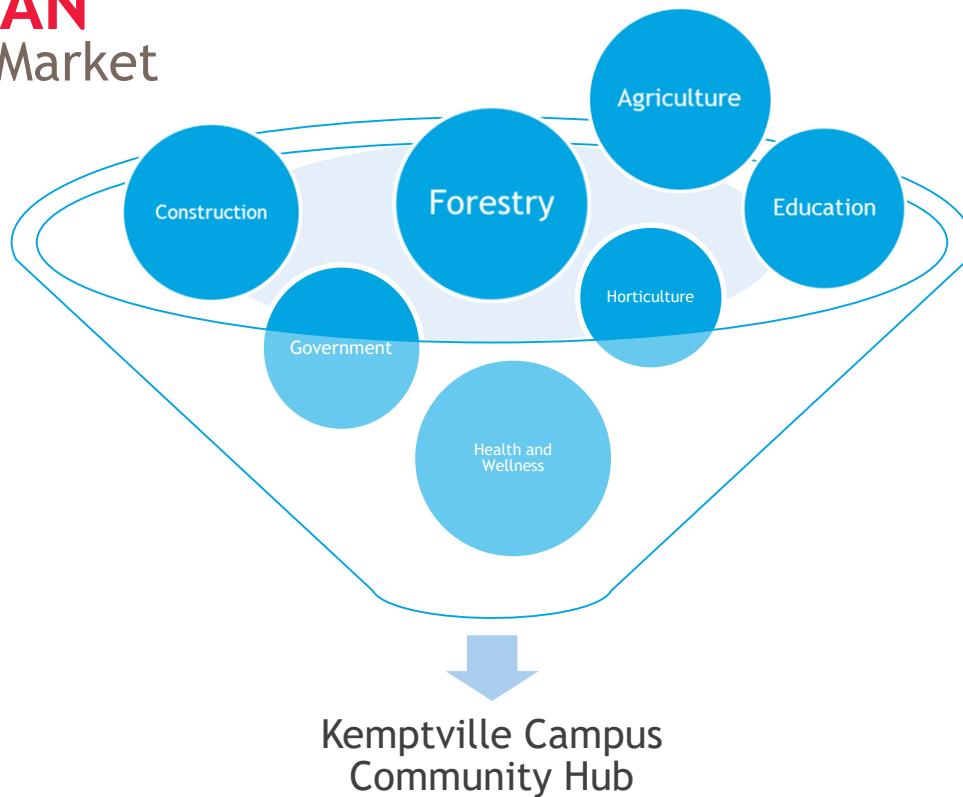 AN
Market
Agriculture
Forestry
Education
Construction
Horticulture
Government
Health and
Wellness
Kemptville Campus
Community Hub